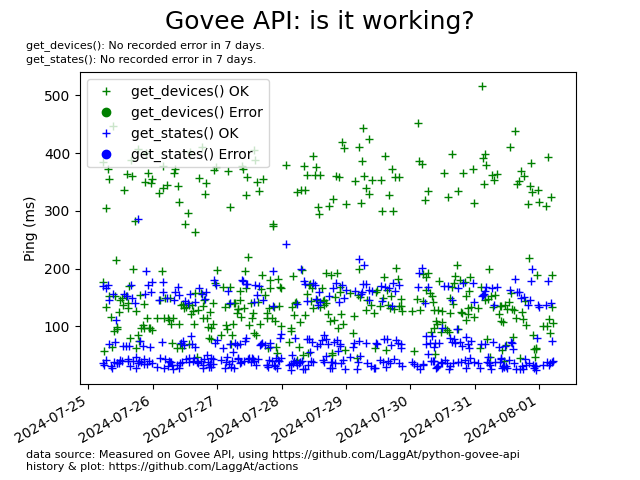 Govee API: is it working?
get_devices(): No recorded error in 7 days.
get_states(): No recorded error in 7 days.
get_devices() OK
get_devices() Error
get_states() OK
get_states() Error
Ping (ms)
500
400
300
200
100
2024-07-25
2024-07-26
2024-07-27
2024-07-28
2024-07-29
2024-07-30
2024-07-31
2024-08-01
data source: Measured on Govee API, using https://github.com/LaggAt/python-govee-api
history & plot: https://github.com/LaggAt/actions